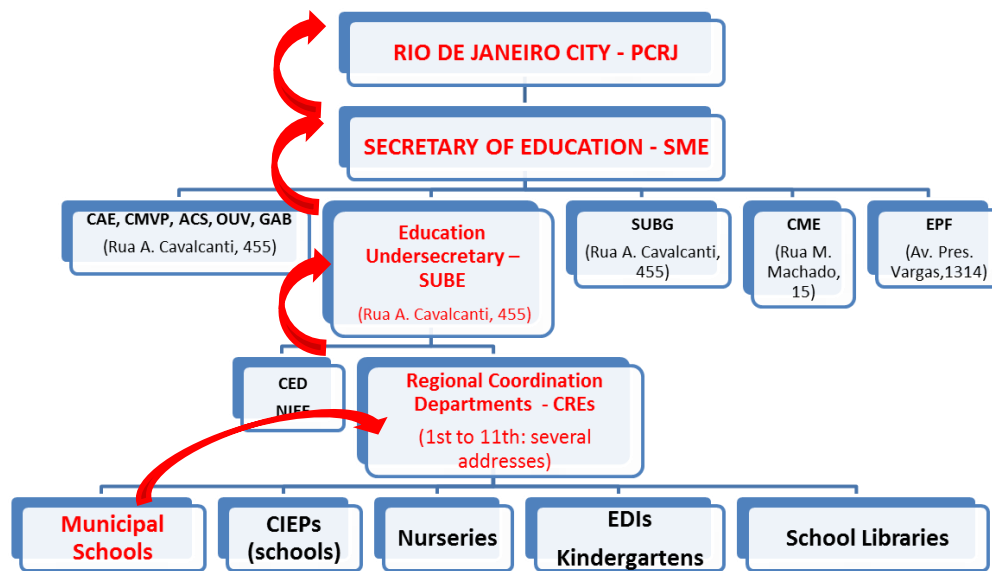 RIO DE JANEIRO CITY - PCRJ
SECRETARY OF EDUCATION - SME
CAE, CMVP, ACS, OUV, GAB
(Rua A. Cavalcanti, 455)
Education
Undersecretary –
SUBE
(Rua A. Cavalcanti, 455)
SUBG
(Rua A. Cavalcanti,
455)
CME
(Rua M.
Machado,
15)
EPF
(Av. Pres.
Vargas,1314)
CED
Regional Coordination
Departments - CREs
(1st to 11th: several
addresses)
Municipal
Schools
CIEPs
(schools)
Nurseries
EDIs
Kindergartens
School Libraries